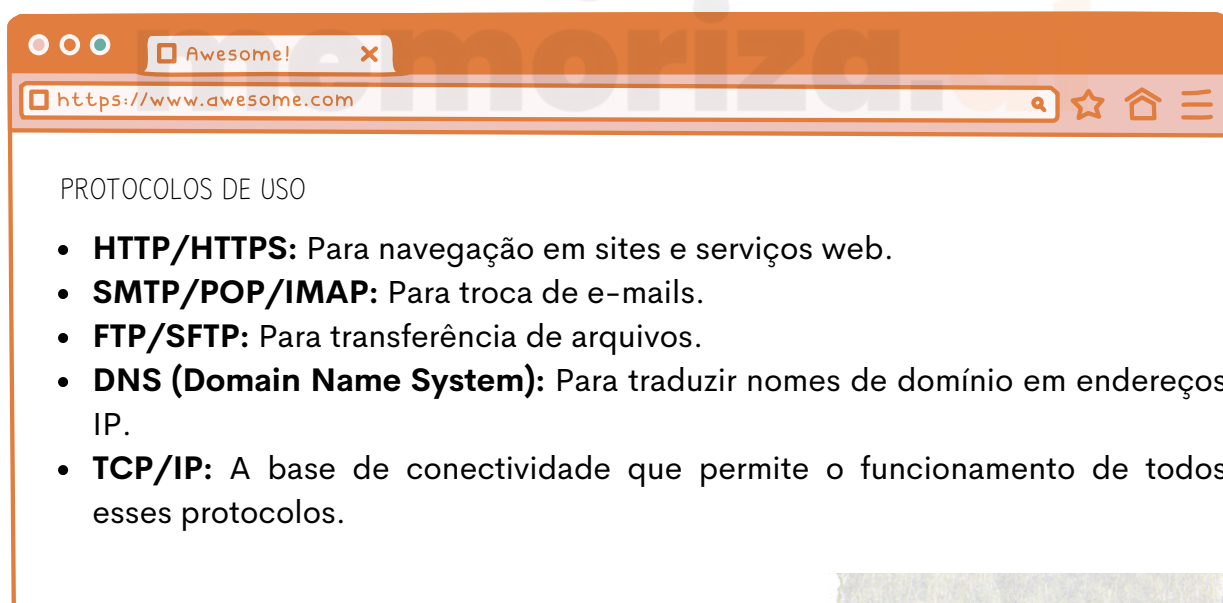 memoriza.
Awesome!
https://www.awesome.com
PROTOCOLOS DE USO
• HTTP/HTTPS: Para navegação em sites e serviços web.
• SMTP/POP/IMAP: Para troca de e-mails.
• FTP/SFTP: Para transferência de arquivos.
• DNS (Domain Name System): Para traduzir nomes de domínio em endereços
IP.
• TCP/IP: A base de conectividade que permite o funcionamento de todos
esses protocolos.